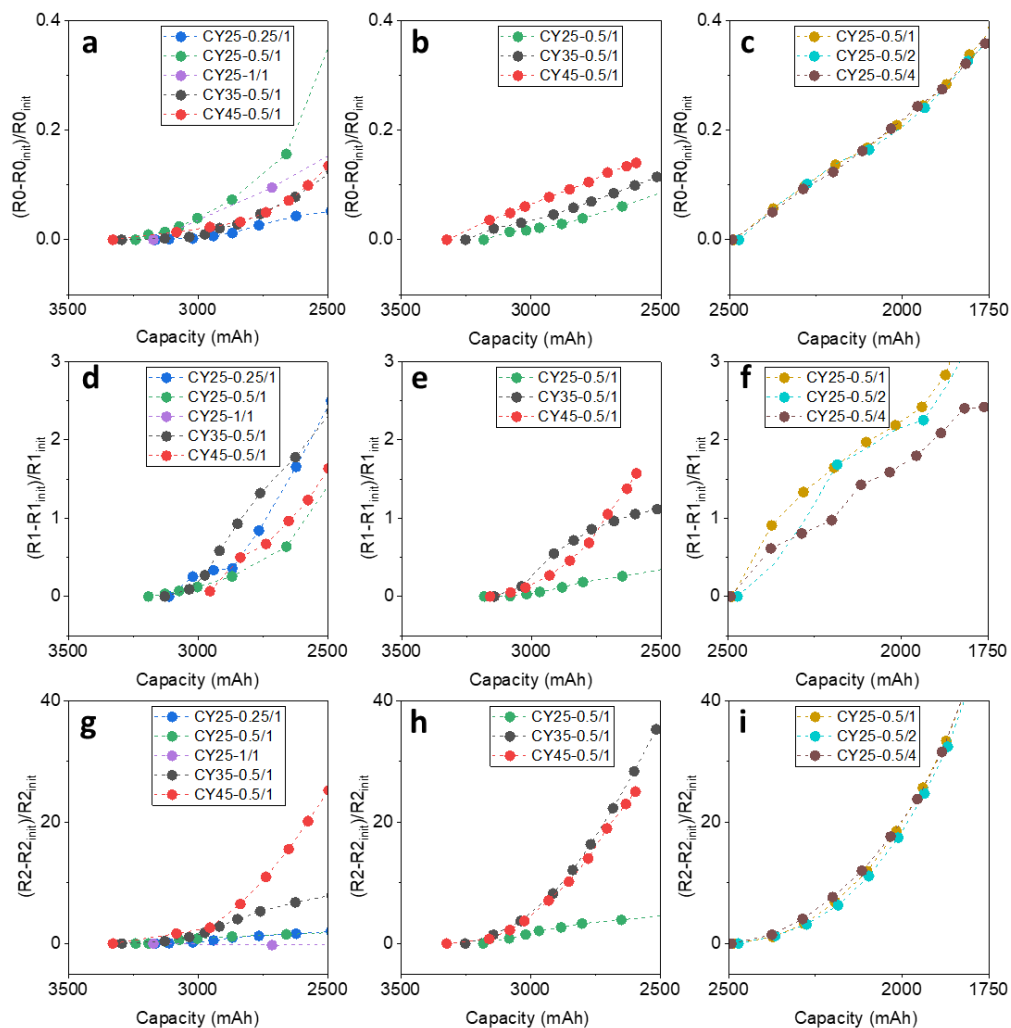 a
CY25-0.25/1
CY25-0.5/1
CY25-1/1
CY35-0.5/1
CY45-0.5/1
(R0-R0init)/R0init
0.4
0.2
0.0
3500
3000
2500
Capacity (mAh)
b
CY25-0.5/1
CY35-0.5/1
CY45-0.5/1
(R0-R0init)/R0init
0.4
0.2
0.0
3500
3000
2500
Capacity (mAh)
c
CY25-0.5/1
CY25-0.5/2
CY25-0.5/4
(R0-R0init)/R0init
0.4
0.2
0.0
2500
2000
1750
Capacity (mAh)
d
CY25-0.25/1
CY25-0.5/1
CY25-1/1
CY35-0.5/1
CY45-0.5/1
(R1-R1init)/R1init
3
2
1
0
3500
3000
2500
Capacity (mAh)
e
CY25-0.5/1
CY35-0.5/1
CY45-0.5/1
(R1-R1init)/R1init
3
2
1
0
3500
3000
2500
Capacity (mAh)
f
CY25-0.5/1
CY25-0.5/2
CY25-0.5/4
(R1-R1init)/R1init
3
2
1
0
2500
2000
1750
Capacity (mAh)
g
CY25-0.25/1
CY25-0.5/1
CY25-1/1
CY35-0.5/1
CY45-0.5/1
(R2-R2init)/R2init
40
20
0
3500
3000
2500
Capacity (mAh)
h
CY25-0.5/1
CY35-0.5/1
CY45-0.5/1
(R2-R2init)/R2init
40
20
0
3500
3000
2500
Capacity (mAh)
i
CY25-0.5/1
CY25-0.5/2
CY25-0.5/4
(R2-R2init)/R2init
40
20
0
2500
2000
1750
Capacity (mAh)